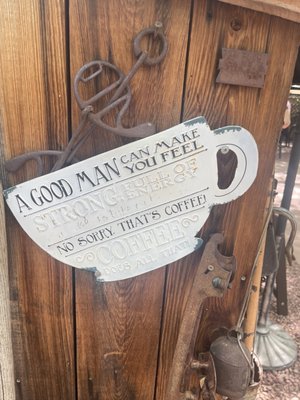 A GOOD MAN CAN MAKE
YOU FEEL
STRONG FULL OF
ENERGY
NO SORRY, THAT'S COFFEE!
COFFEE
DOES ALL THAT!